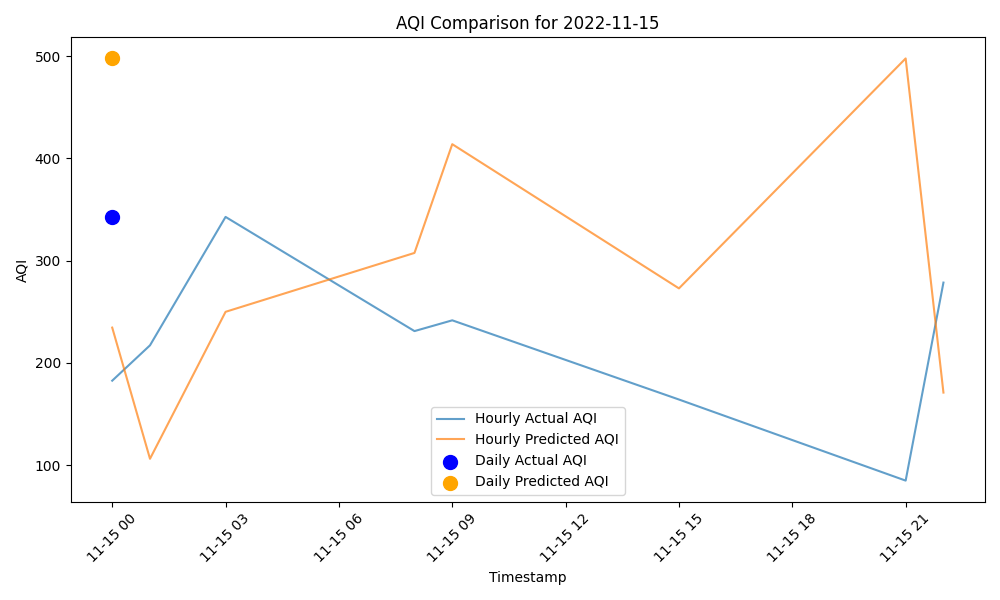 AQI Comparison for 2022-11-15
500
400
300
200
100
AQI
Hourly Actual AQI
Hourly Predicted AQI
Daily Actual AQI
Daily Predicted AQI
11-15 00
11-15 03
11-15 06
11-15 09
11-15 12
11-15 15
11-15 18
11-15 21
Timestamp